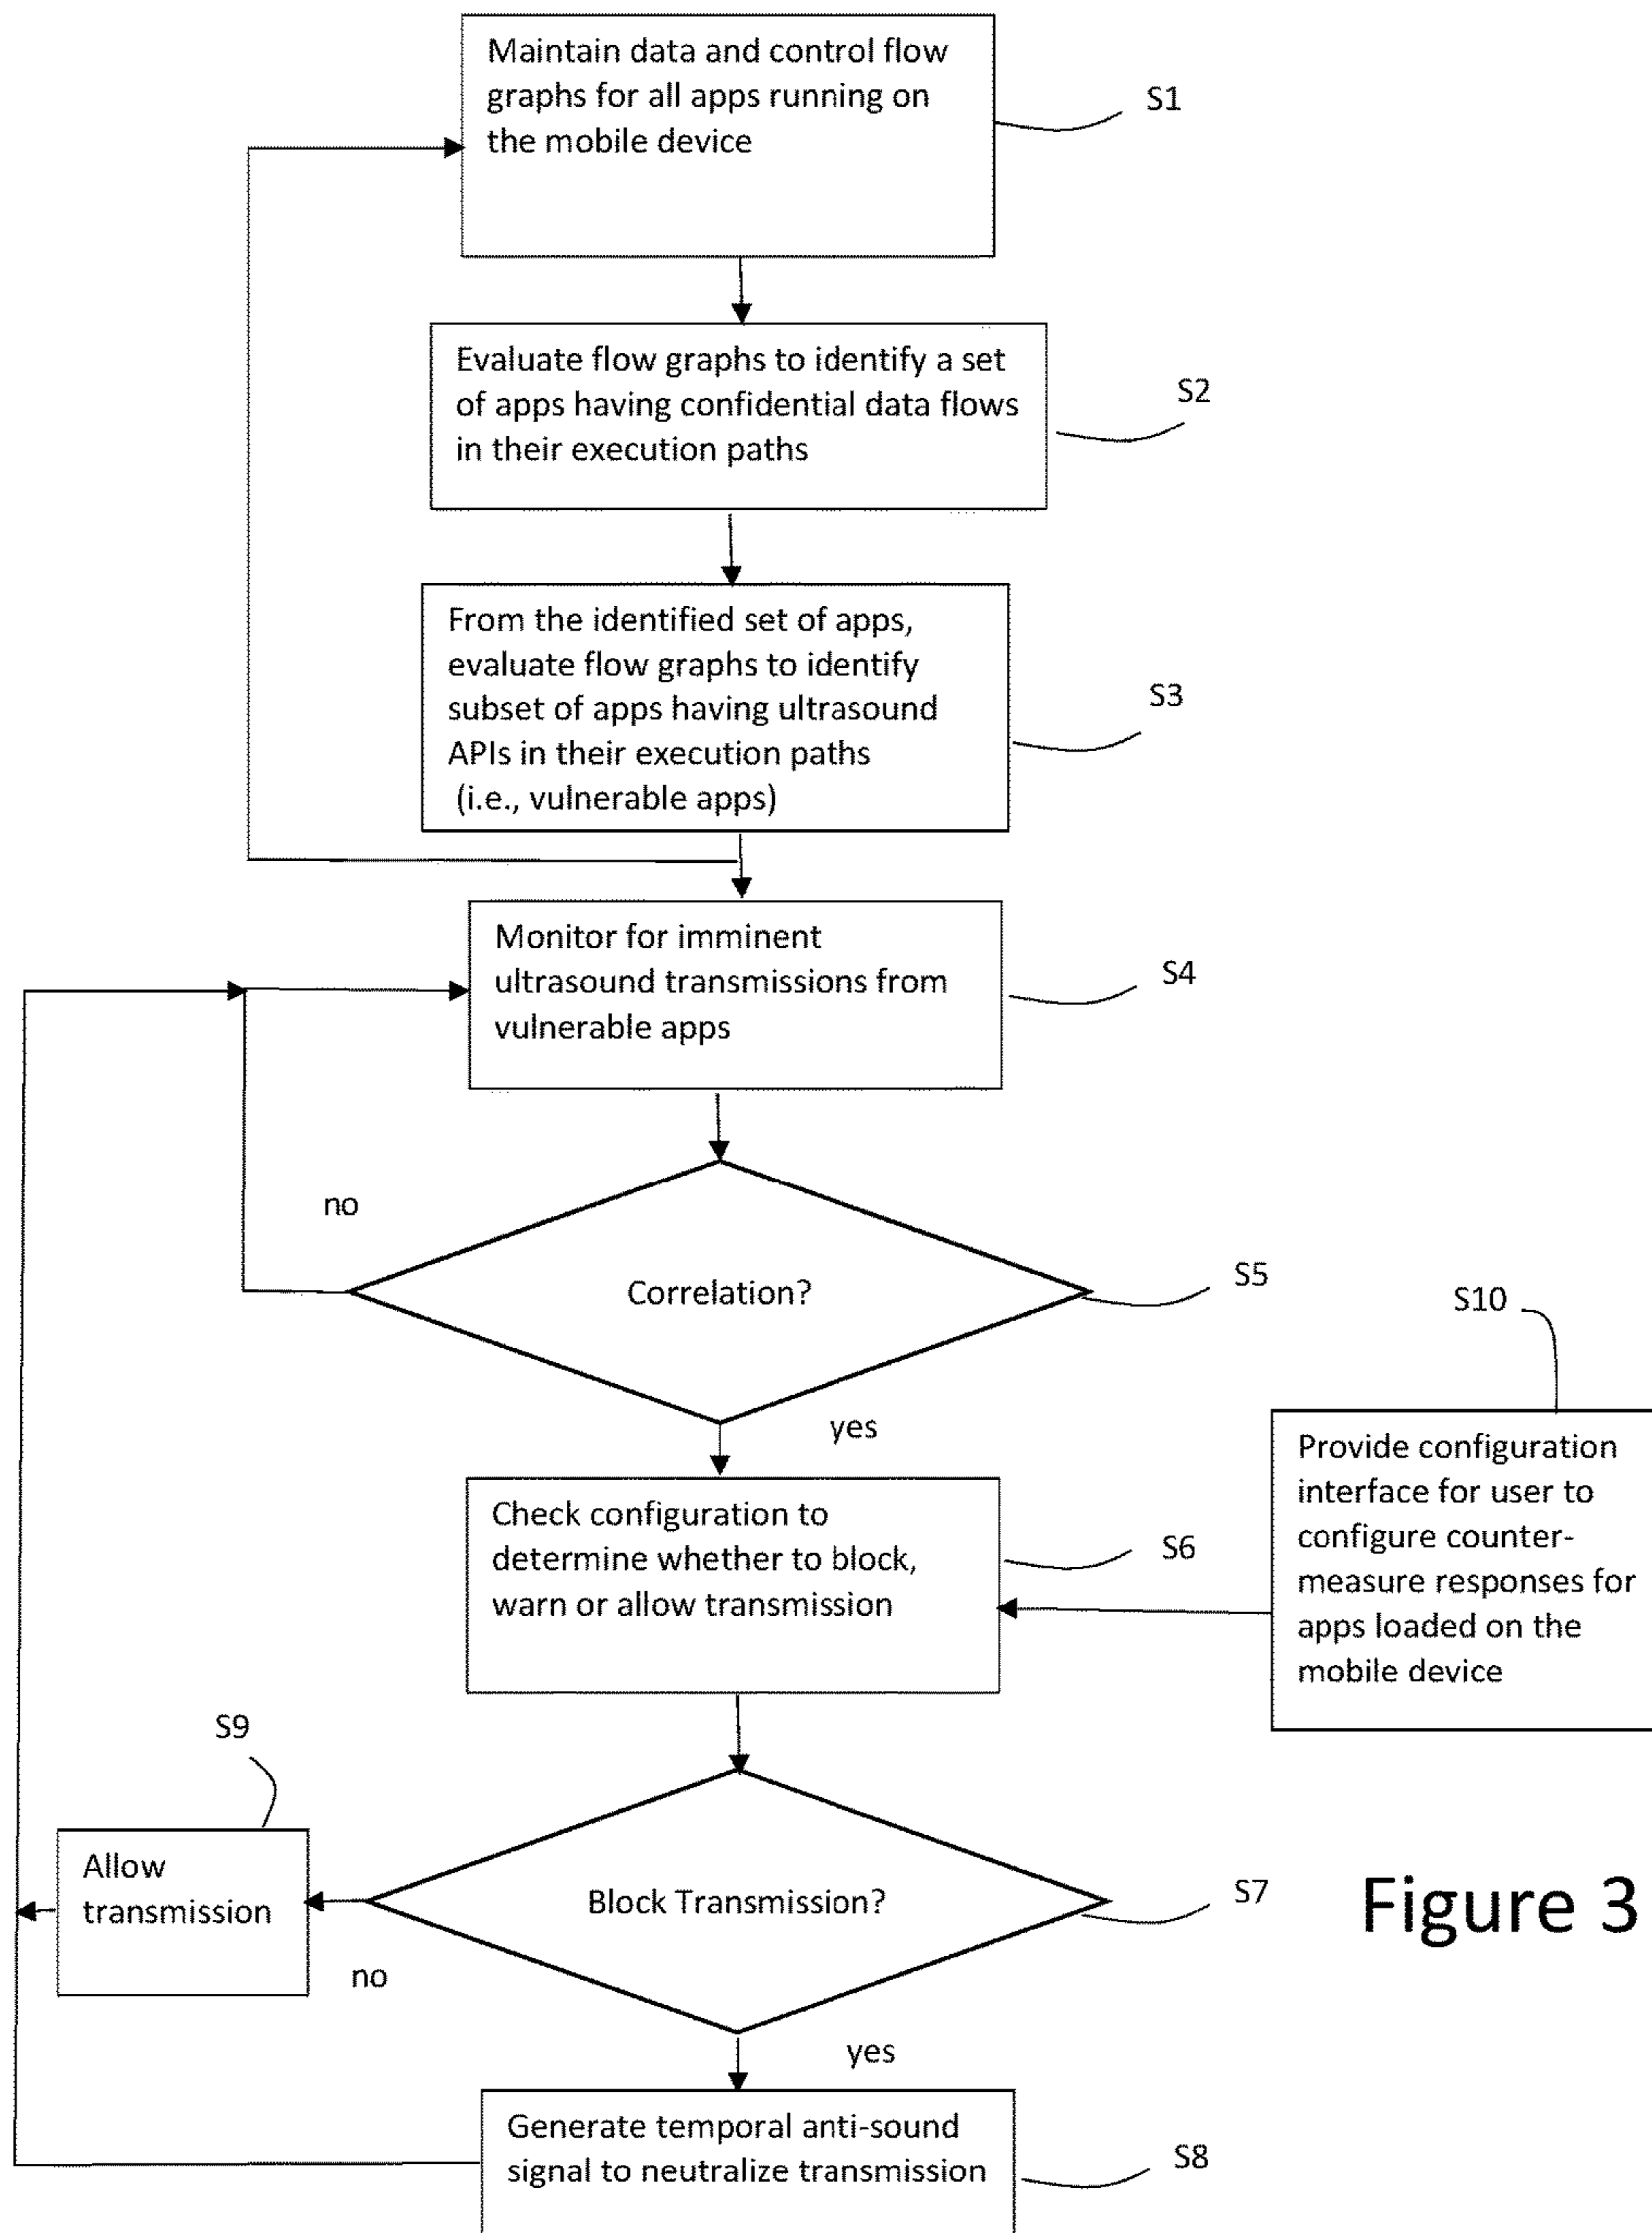 Maintain data and control flow
graphs for all apps running on
the mobile device
S1
Evaluate flow graphs to identify a set
of apps having confidential data flows
in their execution paths
S2
From the identified set of apps,
evaluate flow graphs to identify
subset of apps having ultrasound
APIs in their execution paths
(i.e., vulnerable apps)
S3
Monitor for imminent
ultrasound transmissions from
vulnerable apps
S4
no
Correlation?
S5
yes
S10
Provide configuration
interface for user to
configure counter-
measure responses for
apps loaded on the
mobile device
Check configuration to
determine whether to block,
warn or allow transmission
S6
S9
Allow
transmission
Block Transmission?
S7
no
yes
Generate temporal anti-sound
signal to neutralize transmission
S8
Figure 3